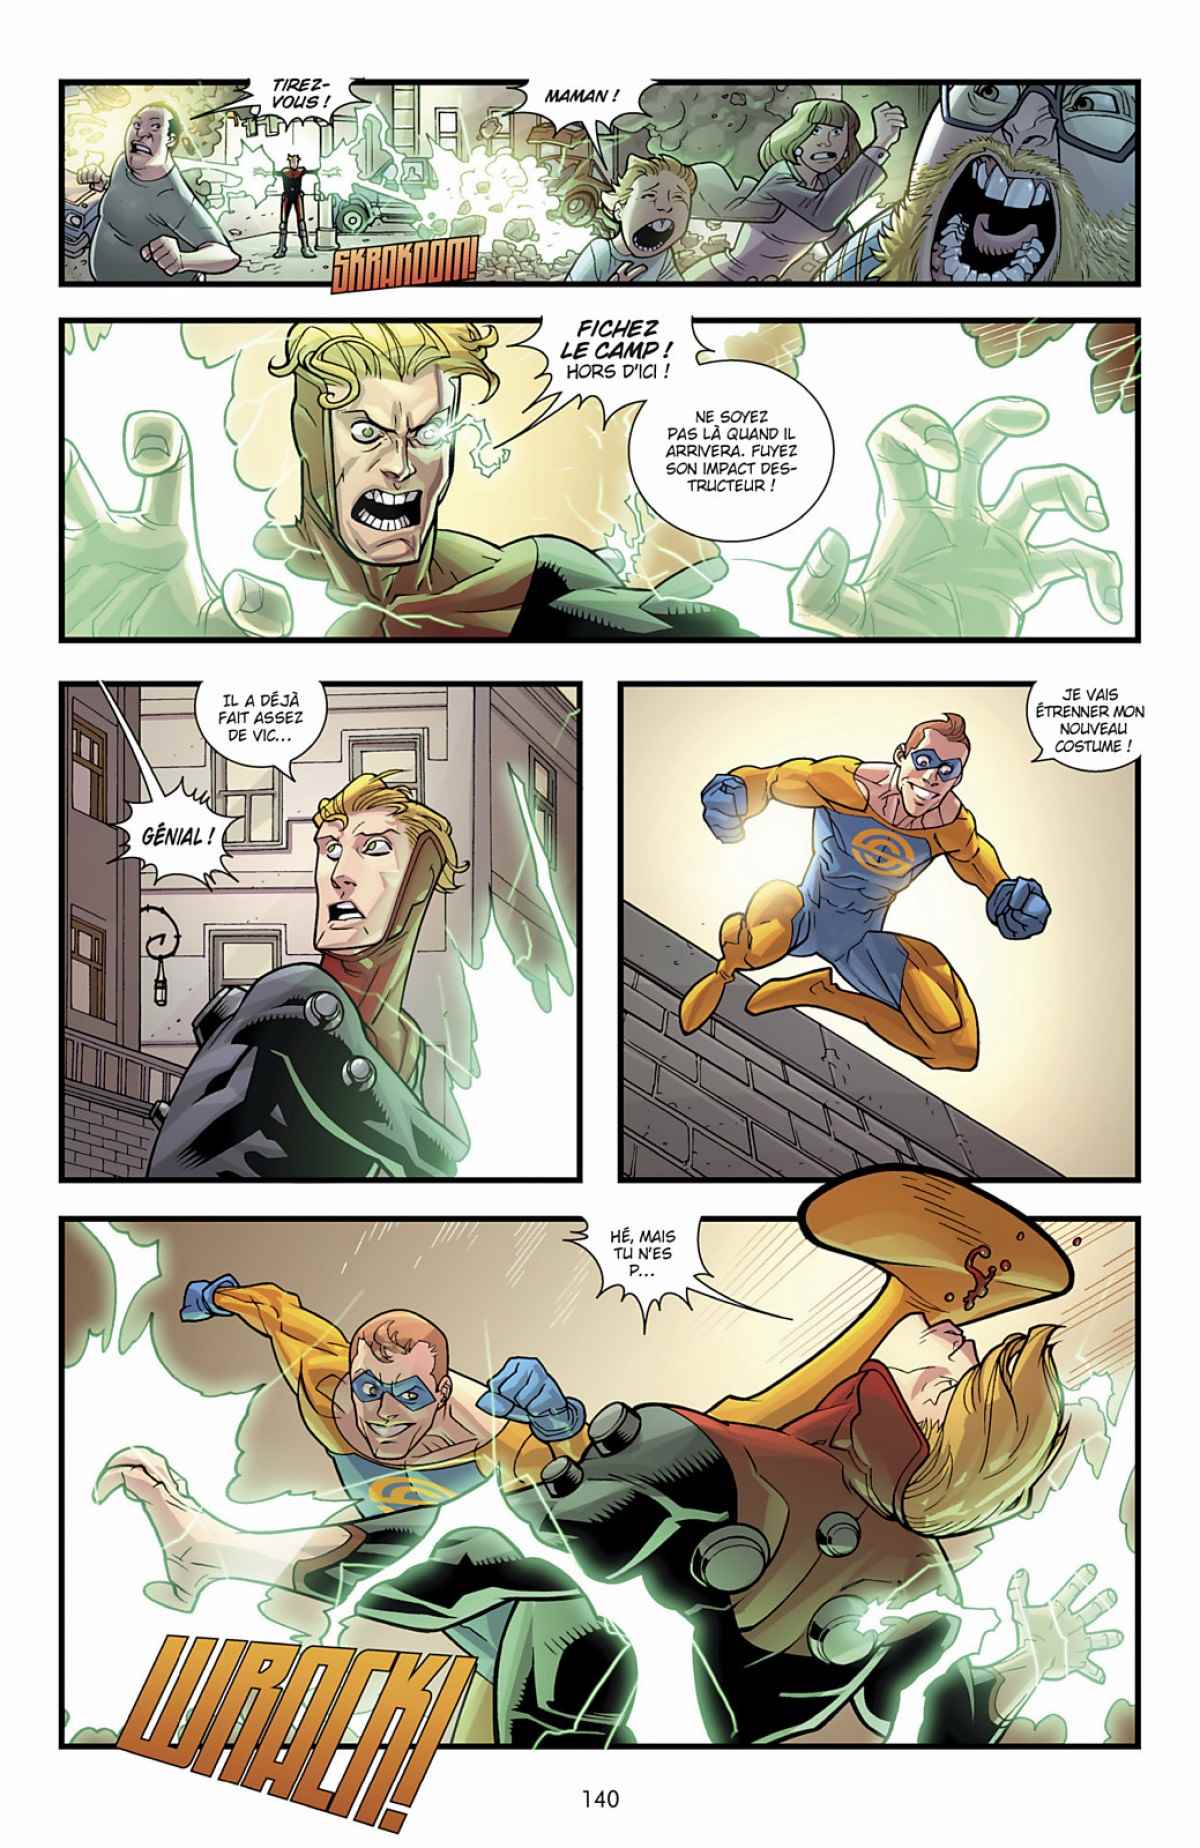 TIREZ-
VOUS !
MAMAN !
SKRAKOOM!
FICHEZ
LE CAMP !
HORS D'ICI !
NE SOYEZ
PAS LÀ QUAND IL
ARRIVERA. FUYEZ
SON IMPACT DES-
TRUCTEUR !
IL A DÉJÀ
FAIT ASSEZ
DE VIC...
GÉNIAL !
JE VAIS
ÉTRENNER MON
NOUVEAU
COSTUME !
HÉ, MAIS
TU N'ES
P...
WRACK!
140